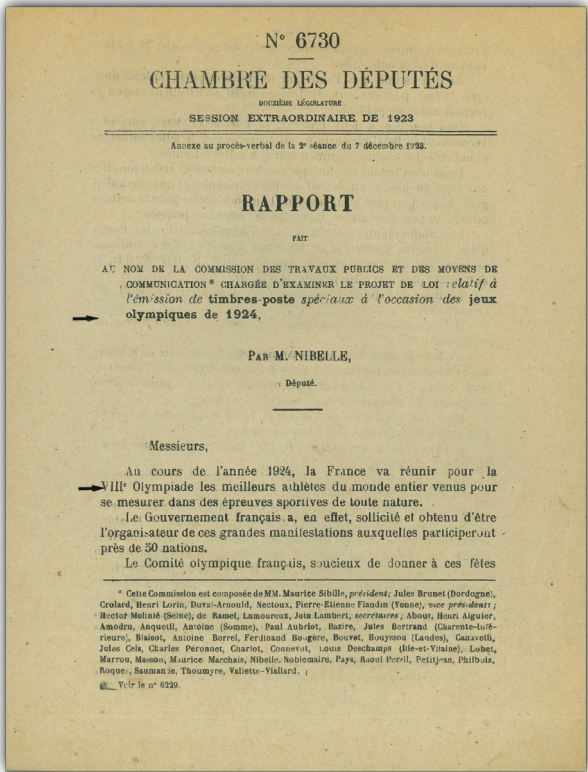 N° 6730
CHAMBRE DES DÉPUTÉS
DOUZIÈME LÉGISLATURE
SESSION EXTRAORDINAIRE DE 1923
Annexe au procès-verbal de la 2e séance du 7 décembre 1923.
RAPPORT
FAIT
AU NOM DE LA COMMISSION DES TRAVAUX PUBLICS ET DES MOYENS DE
COMMUNICATION* CHARGÉE D'EXAMINER LE PROJET DE LOI relatif à
l'émission de timbres-poste spéciaux à l'occasion des jeux
olympiques de 1924,
PAR M. NIBELLE,
Député.
Messieurs,
Au cours de l'année 1924, la France va réunir pour la
VIIIe Olympiade les meilleurs athlètes du monde entier venus pour
se mesurer dans des épreuves sportives de toute nature.
Le Gouvernement français a, en effet, sollicité et obtenu d'être
l'organisateur de ces grandes manifestations auxquelles participeront
près de 50 nations.
Le Comité olympique français, soucieux de donner à ces fêtes
* Cette Commission est composée de MM. Maurice Sibille, président; Jules Brunet (Dordogne),
Crolard, Henri Lorin, Duval-Arnould, Nectoux, Pierre-Etienne Flandin (Yonne), vice présidents;
Hector Molinié (Seine), de Ramel, Lamoureux, Join Lambert, secrétaires; About, Henri Alguier,
Amodru, Anquetil, Antoine (Somme), Paul Aubriot, Bazire, Jules Bertrand (Charente-Infé-
rieure), Blaisot, Antoine Borrel, Ferdinand Bougère, Bouvet, Bouyssou (Landes), Canavelli,
Jules Cels, Charles Péronnet, Charlot, Connevot, Louis Deschamps (Ille-et-Vilaine), Lobet,
Marrou, Masson, Maurice Marchais, Nibelle, Noblemaire, Pays, Raoul Persil, Petitjean, Philbois,
Roques, Saumande, Thoumyre, Vallette-Viallard.
Voir le n° 6229.